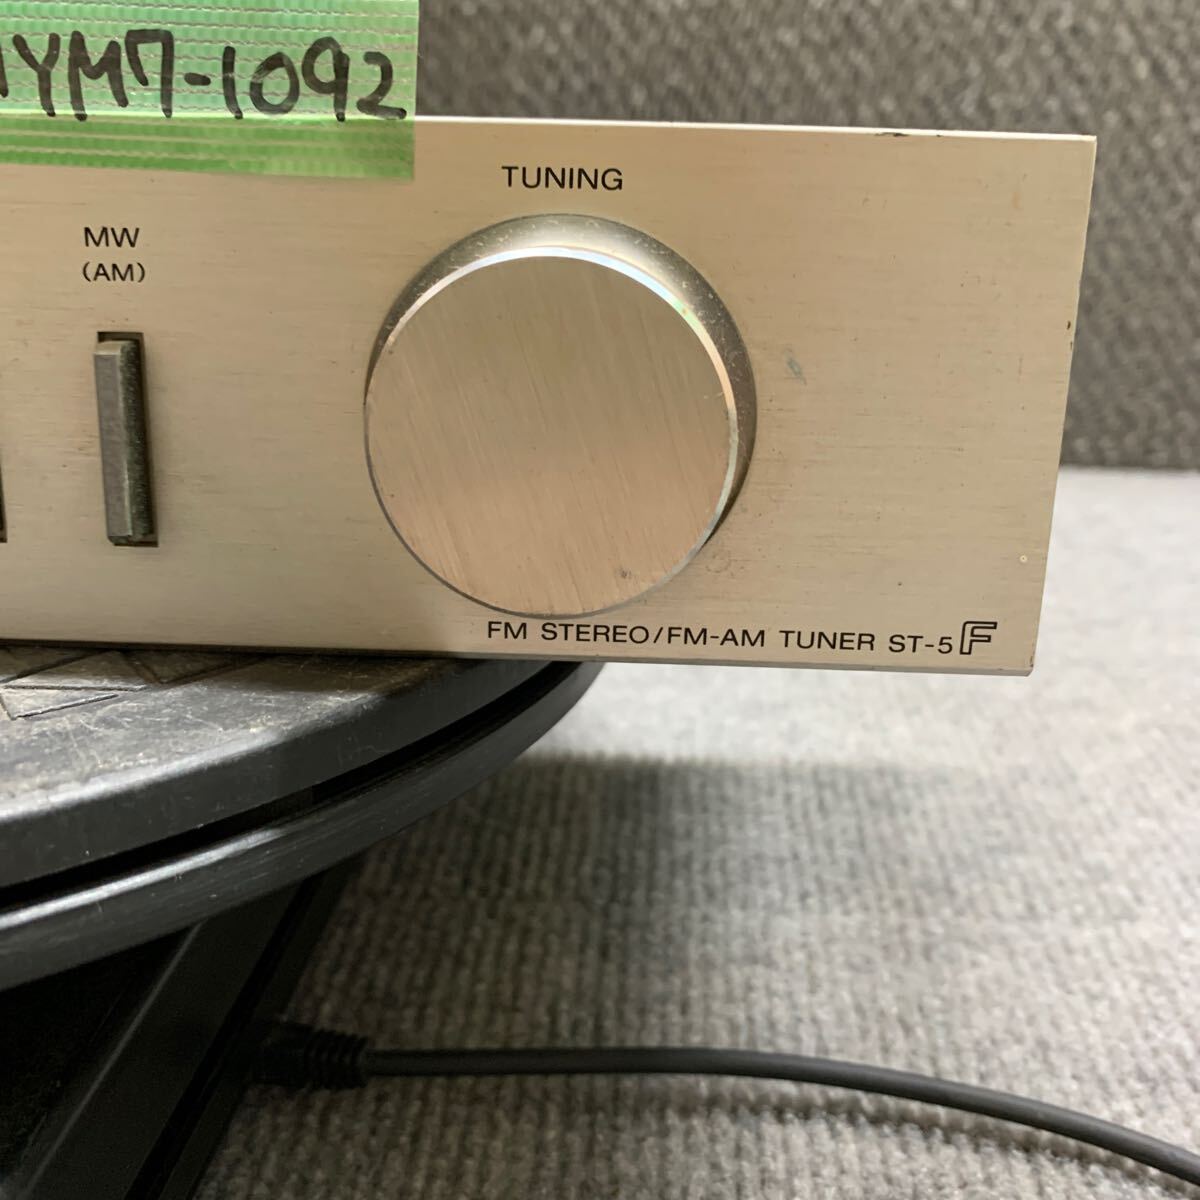 YM7-1092
TUNING
MW
(AM)
FM STEREO/FM-AM TUNER ST-5F